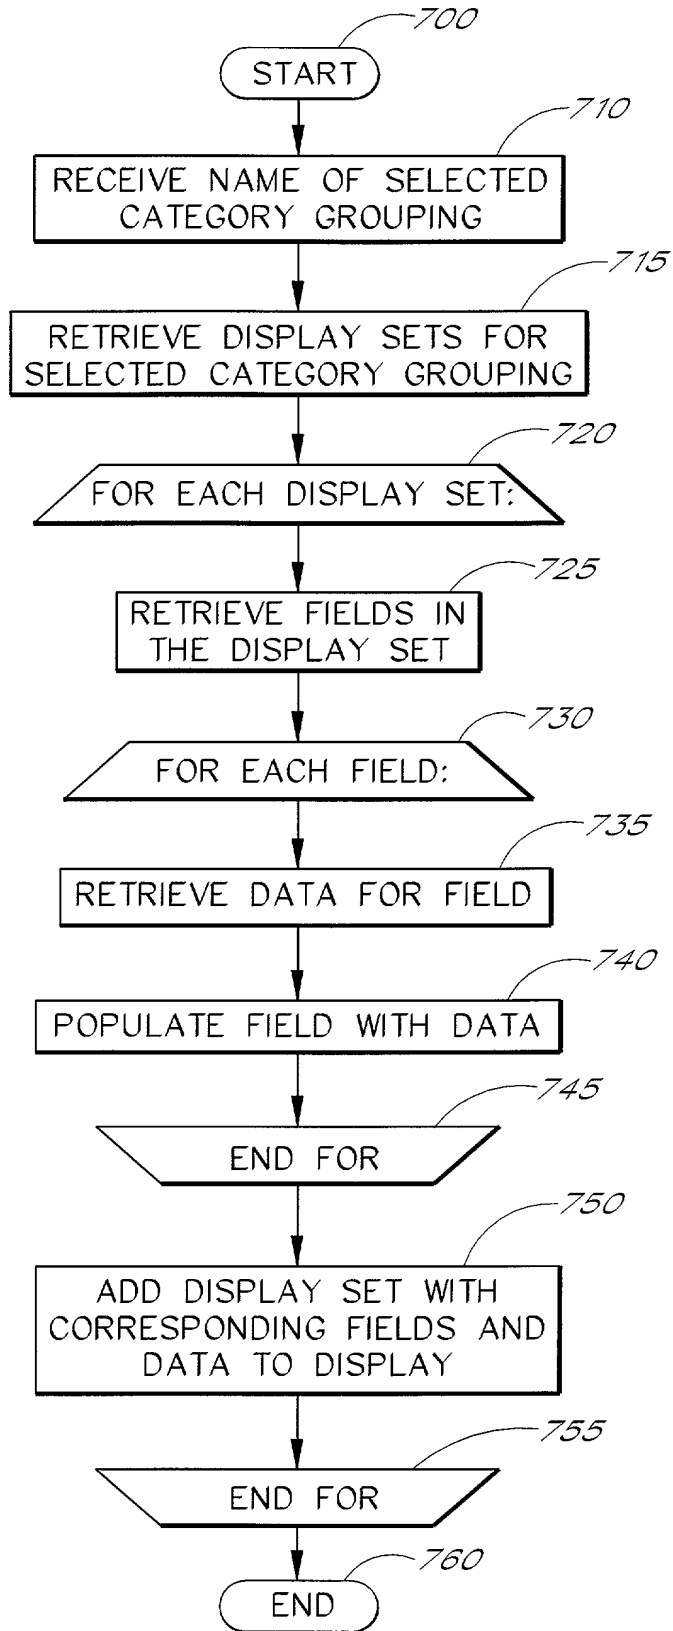 700
START
710
RECEIVE NAME OF SELECTED
CATEGORY GROUPING
715
RETRIEVE DISPLAY SETS FOR
SELECTED CATEGORY GROUPING
720
FOR EACH DISPLAY SET:
725
RETRIEVE FIELDS IN
THE DISPLAY SET
730
FOR EACH FIELD:
735
RETRIEVE DATA FOR FIELD
740
POPULATE FIELD WITH DATA
745
END FOR
750
ADD DISPLAY SET WITH
CORRESPONDING FIELDS AND
DATA TO DISPLAY
755
END FOR
760
END